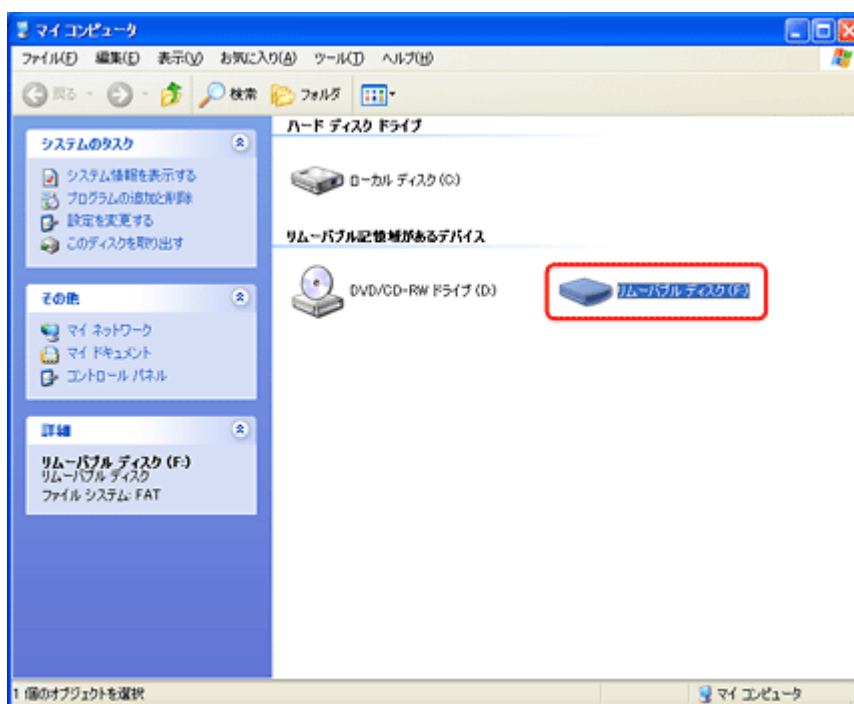 マイ コンピュータ
ファイル(F) 編集(E) 表示(V) お気に入り(A) ツール(T) ヘルプ(H)
戻る 検索 フォルダ
システムのタスク
システム情報を表示する
プログラムの追加と削除
設定を変更する
このディスクを取り出す
その他
マイ ネットワーク
マイ ドキュメント
コントロール パネル
詳細
リムーバブル ディスク (F:)
リムーバブル ディスク
ファイル システム: FAT
ハード ディスク ドライブ
ローカル ディスク (C:)
リムーバブル記憶域があるデバイス
DVD/CD-RW ドライブ (D:)
リムーバブル ディスク (F:)
1 個のオブジェクトを選択
マイ コンピュータ